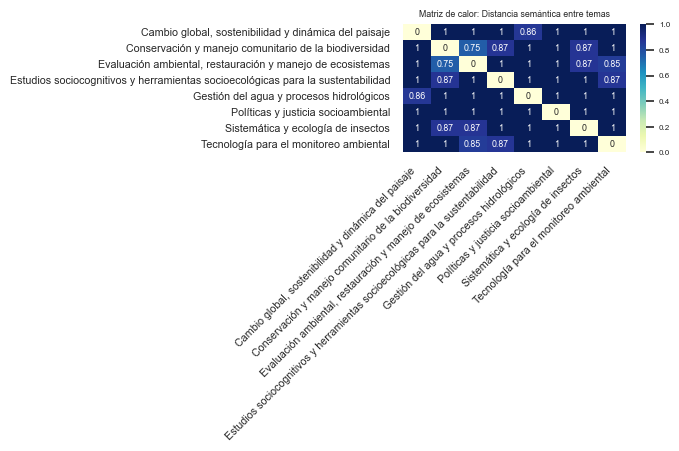 Matriz de calor: Distancia semántica entre temas
Cambio global, sostenibilidad y dinámica del paisaje 0 1 1 1 0.86 1 1 1
Conservación y manejo comunitario de la biodiversidad 1 0 0.75 0.87 1 1 0.87 1
Evaluación ambiental, restauración y manejo de ecosistemas 1 0.75 0 1 1 1 0.87 0.85
Estudios sociocognitivos y herramientas socioecológicas para la sustentabilidad 1 0.87 1 0 1 1 1 0.87
Gestión del agua y procesos hidrológicos 0.86 1 1 1 0 1 1 1
Políticas y justicia socioambiental 1 1 1 1 1 0 1 1
Sistemática y ecología de insectos 1 0.87 0.87 1 1 1 0 1
Tecnología para el monitoreo ambiental 1 1 0.85 0.87 1 1 1 0
1.0
0.8
0.6
0.4
0.2
0.0
Cambio global, sostenibilidad y dinámica del paisaje
Conservación y manejo comunitario de la biodiversidad
Evaluación ambiental, restauración y manejo de ecosistemas
Estudios sociocognitivos y herramientas socioecológicas para la sustentabilidad
Gestión del agua y procesos hidrológicos
Políticas y justicia socioambiental
Sistemática y ecología de insectos
Tecnología para el monitoreo ambiental